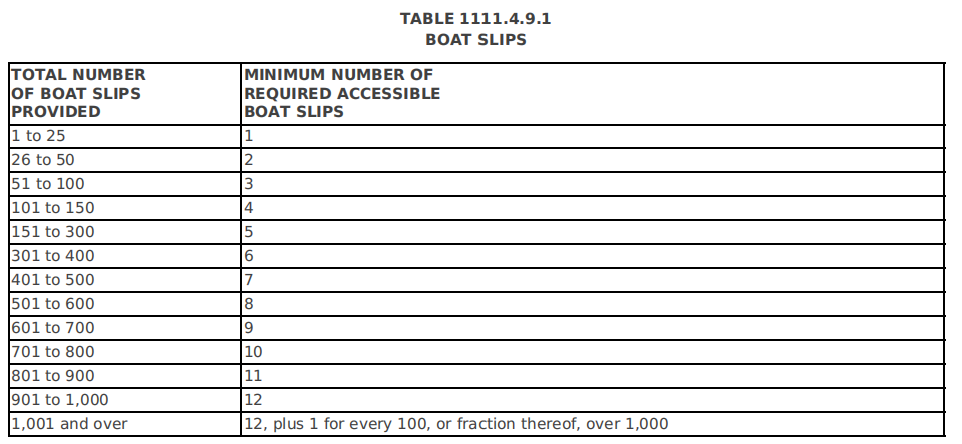 TABLE 1111.4.9.1
BOAT SLIPS
TOTAL NUMBER
OF BOAT SLIPS
PROVIDED
MINIMUM NUMBER OF
REQUIRED ACCESSIBLE
BOAT SLIPS
1 to 25 1
26 to 50 2
51 to 100 3
101 to 150 4
151 to 300 5
301 to 400 6
401 to 500 7
501 to 600 8
601 to 700 9
701 to 800 10
801 to 900 11
901 to 1,000 12
1,001 and over 12, plus 1 for every 100, or fraction thereof, over 1,000